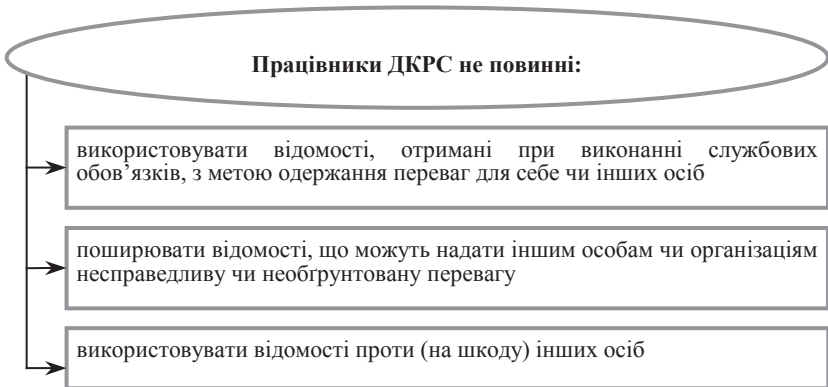 Працівники ДКРС не повинні:
використовувати відомості, отримані при виконанні службових
обов’язків, з метою одержання переваг для себе чи інших осіб
поширювати відомості, що можуть надати іншим особам чи організаціям
несправедливу чи необґрунтовану перевагу
використовувати відомості проти (на шкоду) інших осіб